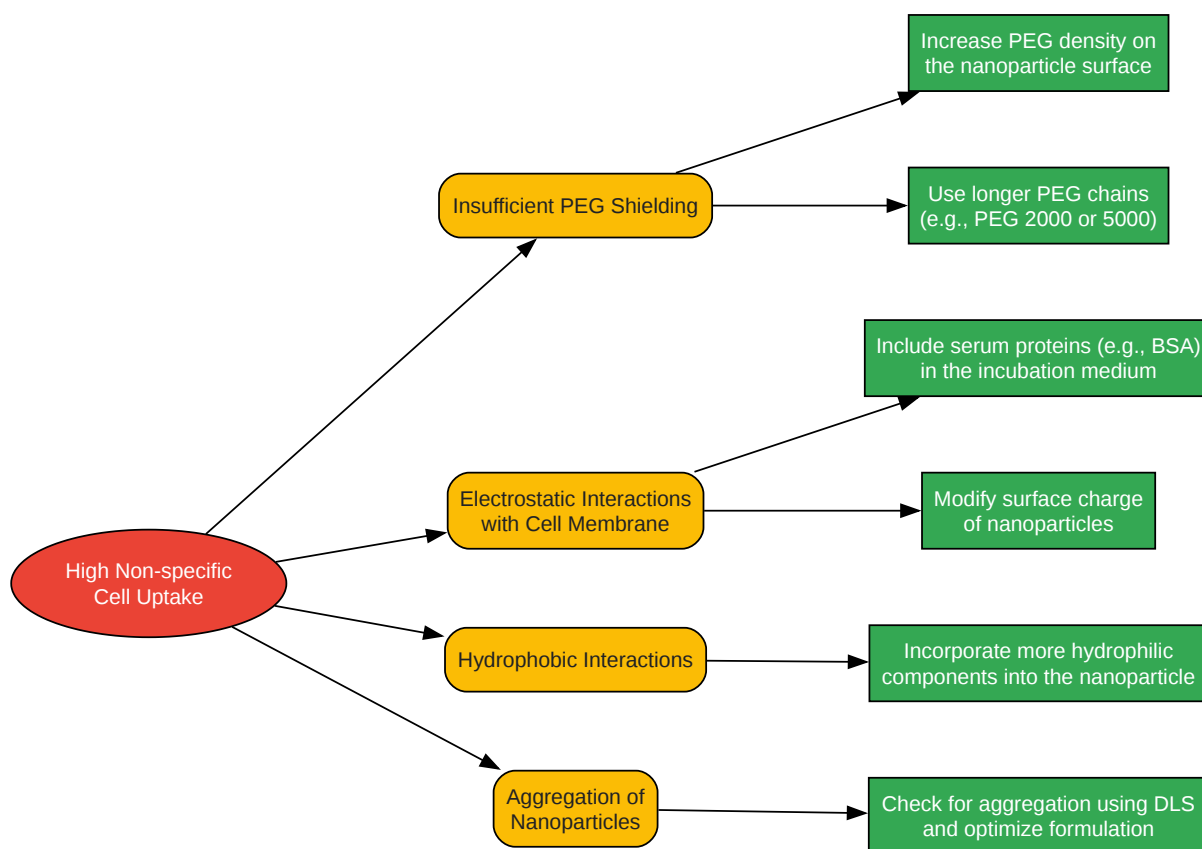 Increase PEG density on
the nanoparticle surface
Insufficient PEG Shielding
Use longer PEG chains
(e.g., PEG 2000 or 5000)
Include serum proteins (e.g., BSA)
in the incubation medium
Electrostatic Interactions
with Cell Membrane
Modify surface charge
of nanoparticles
High Non-specific
Cell Uptake
Hydrophobic Interactions
Incorporate more hydrophilic
components into the nanoparticle
Aggregation of
Nanoparticles
Check for aggregation using DLS
and optimize formulation